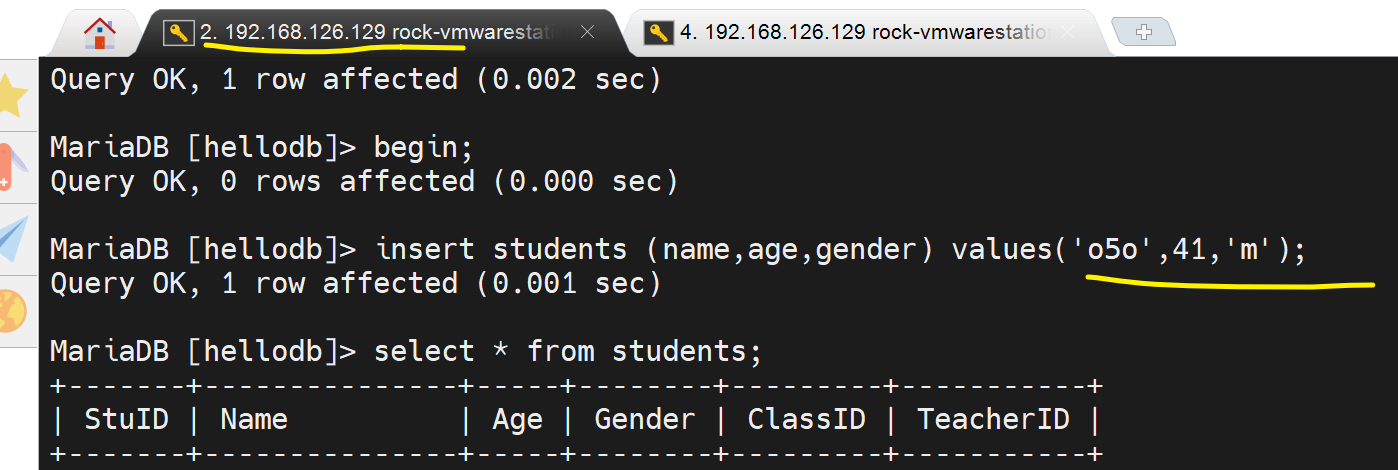 2. 192.168.126.129 rock-vmwarestati
4. 192.168.126.129 rock-vmwarestatio
Query OK, 1 row affected (0.002 sec)
MariaDB [hellodb]> begin;
Query OK, 0 rows affected (0.000 sec)
MariaDB [hellodb]> insert students (name,age,gender) values('o5o',41,'m');
Query OK, 1 row affected (0.001 sec)
MariaDB [hellodb]> select * from students;
+-------+---------------+-----+--------+---------+-----------+
| StuID | Name          | Age | Gender | ClassID | TeacherID |
+-------+---------------+-----+--------+---------+-----------+